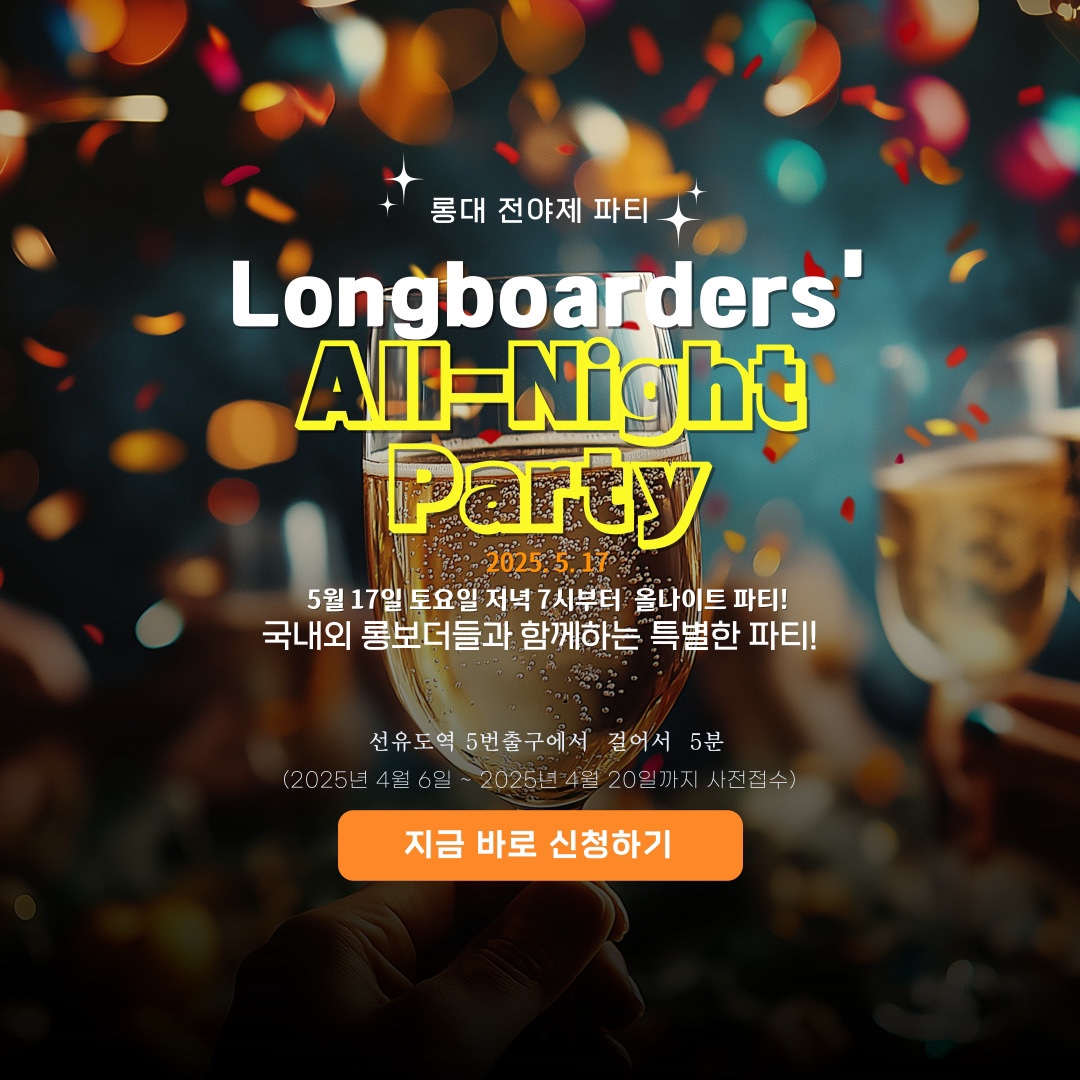 롱대 전야제 파티
Longboarders'
All-Night
Party
2025. 5. 17
5월 17일 토요일 저녁 7시부터 올나이트 파티!
국내외 롱보더들과 함께하는 특별한 파티!
선유도역 5번출구에서 걸어서 5분
(2025년 4월 6일 ~ 2025년 4월 20일까지 사전접수)
지금 바로 신청하기